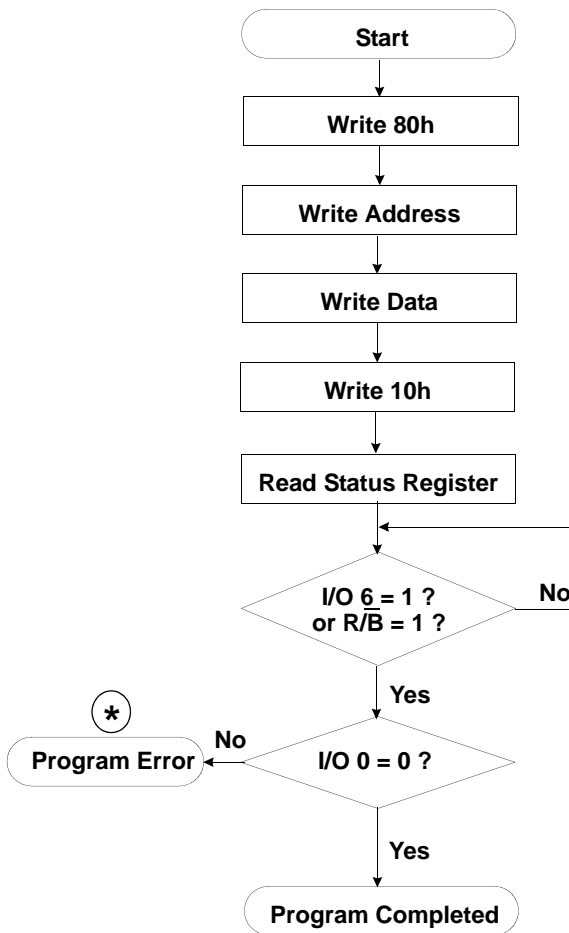 Start
Write 80h
Write Address
Write Data
Write 10h
Read Status Register
I/O 6 = 1 ?
or R/B̅ = 1 ?
No
Yes
*
No
Program Error
I/O 0 = 0 ?
Yes
Program Completed